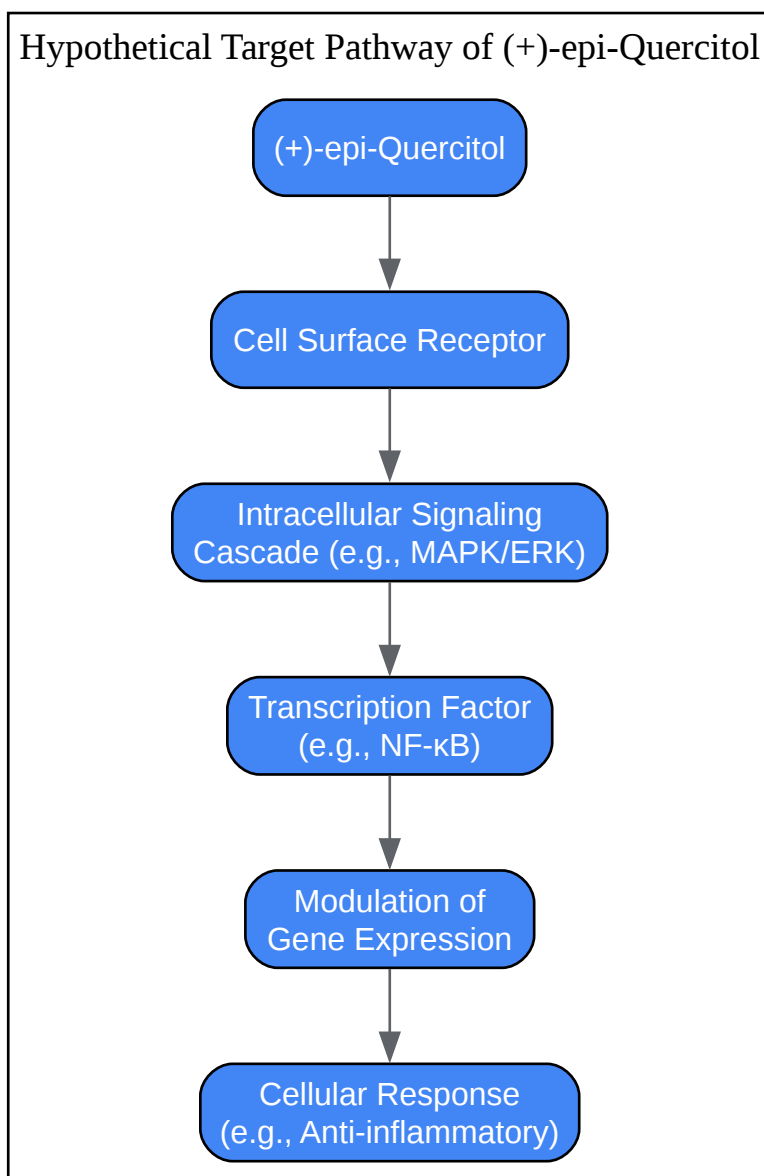 Hypothetical Target Pathway of (+)-epi-Quercitol
(+)-epi-Quercitol
Cell Surface Receptor
Intracellular Signaling
Cascade (e.g., MAPK/ERK)
Transcription Factor
(e.g., NF-κB)
Modulation of
Gene Expression
Cellular Response
(e.g., Anti-inflammatory)